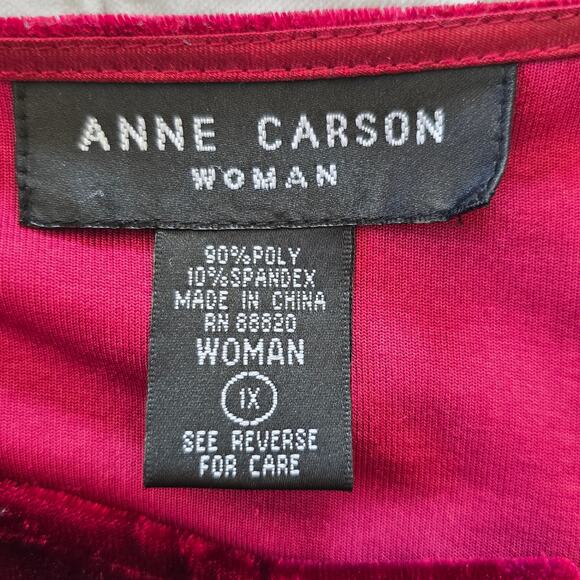 ANNE CARSON
WOMAN
90%POLY
10%SPANDEX
MADE IN CHINA
RN 88820
WOMAN
1X
SEE REVERSE
FOR CARE